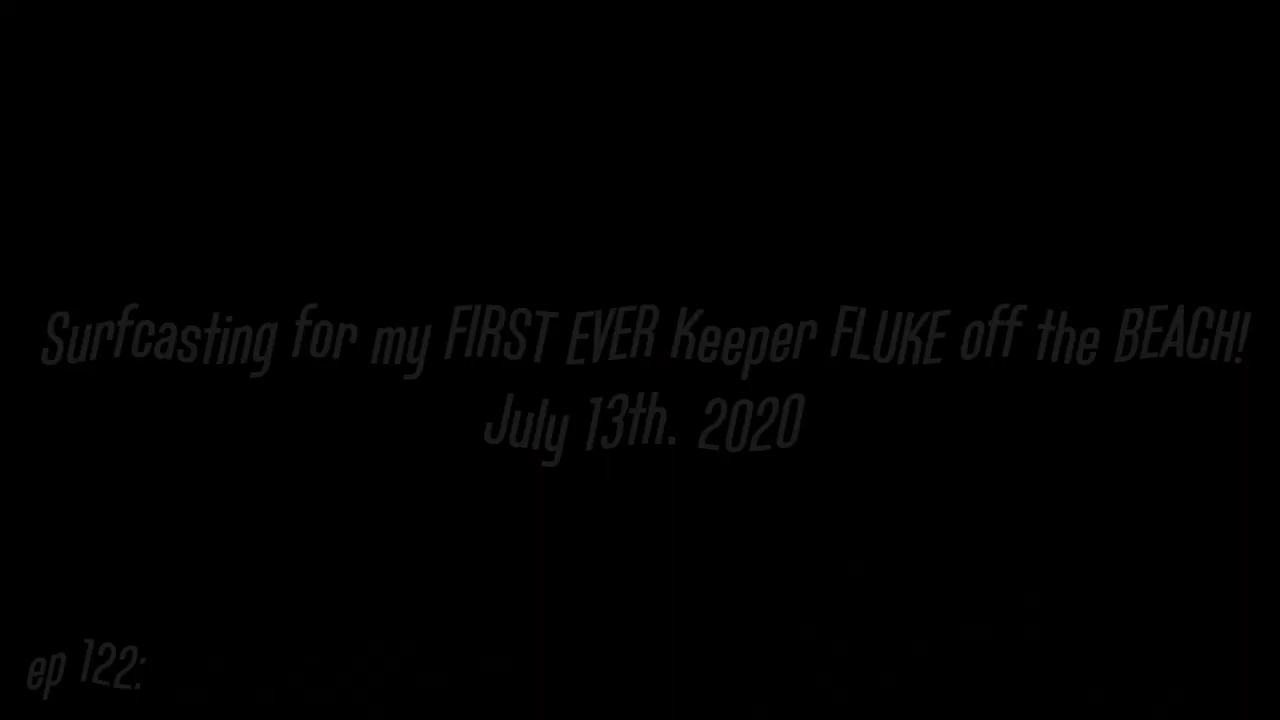 Surfcasting for my FIRST EVER Keeper FLUKE off the BEACH!
July 13th. 2020
ep 122: